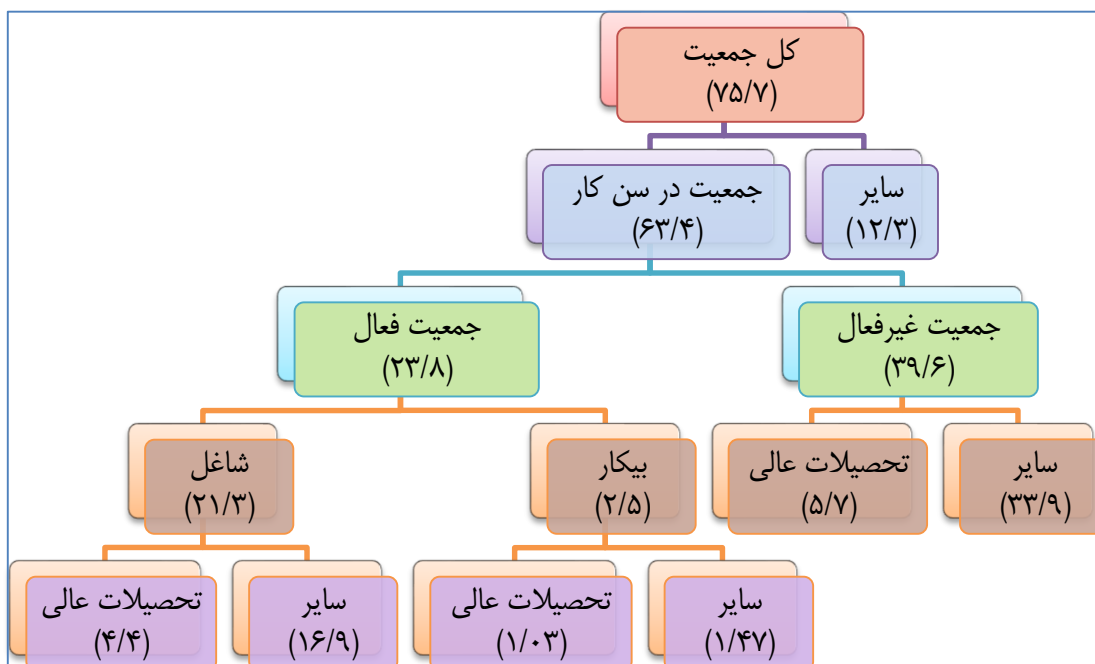 کل جمعیت
(۷۵/۷)
سایر
(۱۲/۳)
جمعیت در سن کار
(۶۳/۴)
جمعیت غیرفعال
(۳۹/۶)
جمعیت فعال
(۲۳/۸)
سایر
(۳۳/۹)
تحصیلات عالی
(۵/۷)
بیکار
(۲/۵)
شاغل
(۲۱/۳)
سایر
(۱/۴۷)
تحصیلات عالی
(۱/۰۳)
سایر
(۱۶/۹)
تحصیلات عالی
(۴/۴)